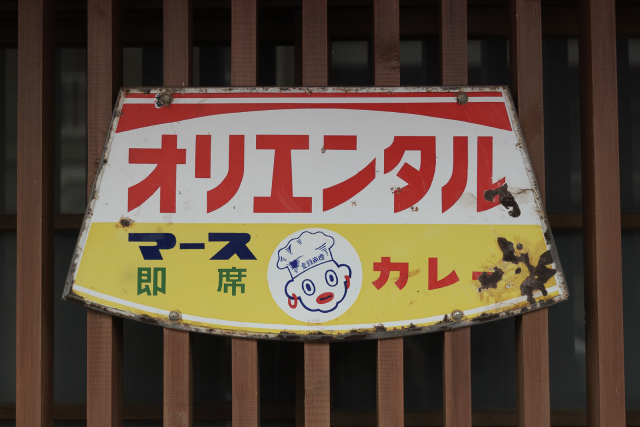 オリエンタル
マース
即席
カレー